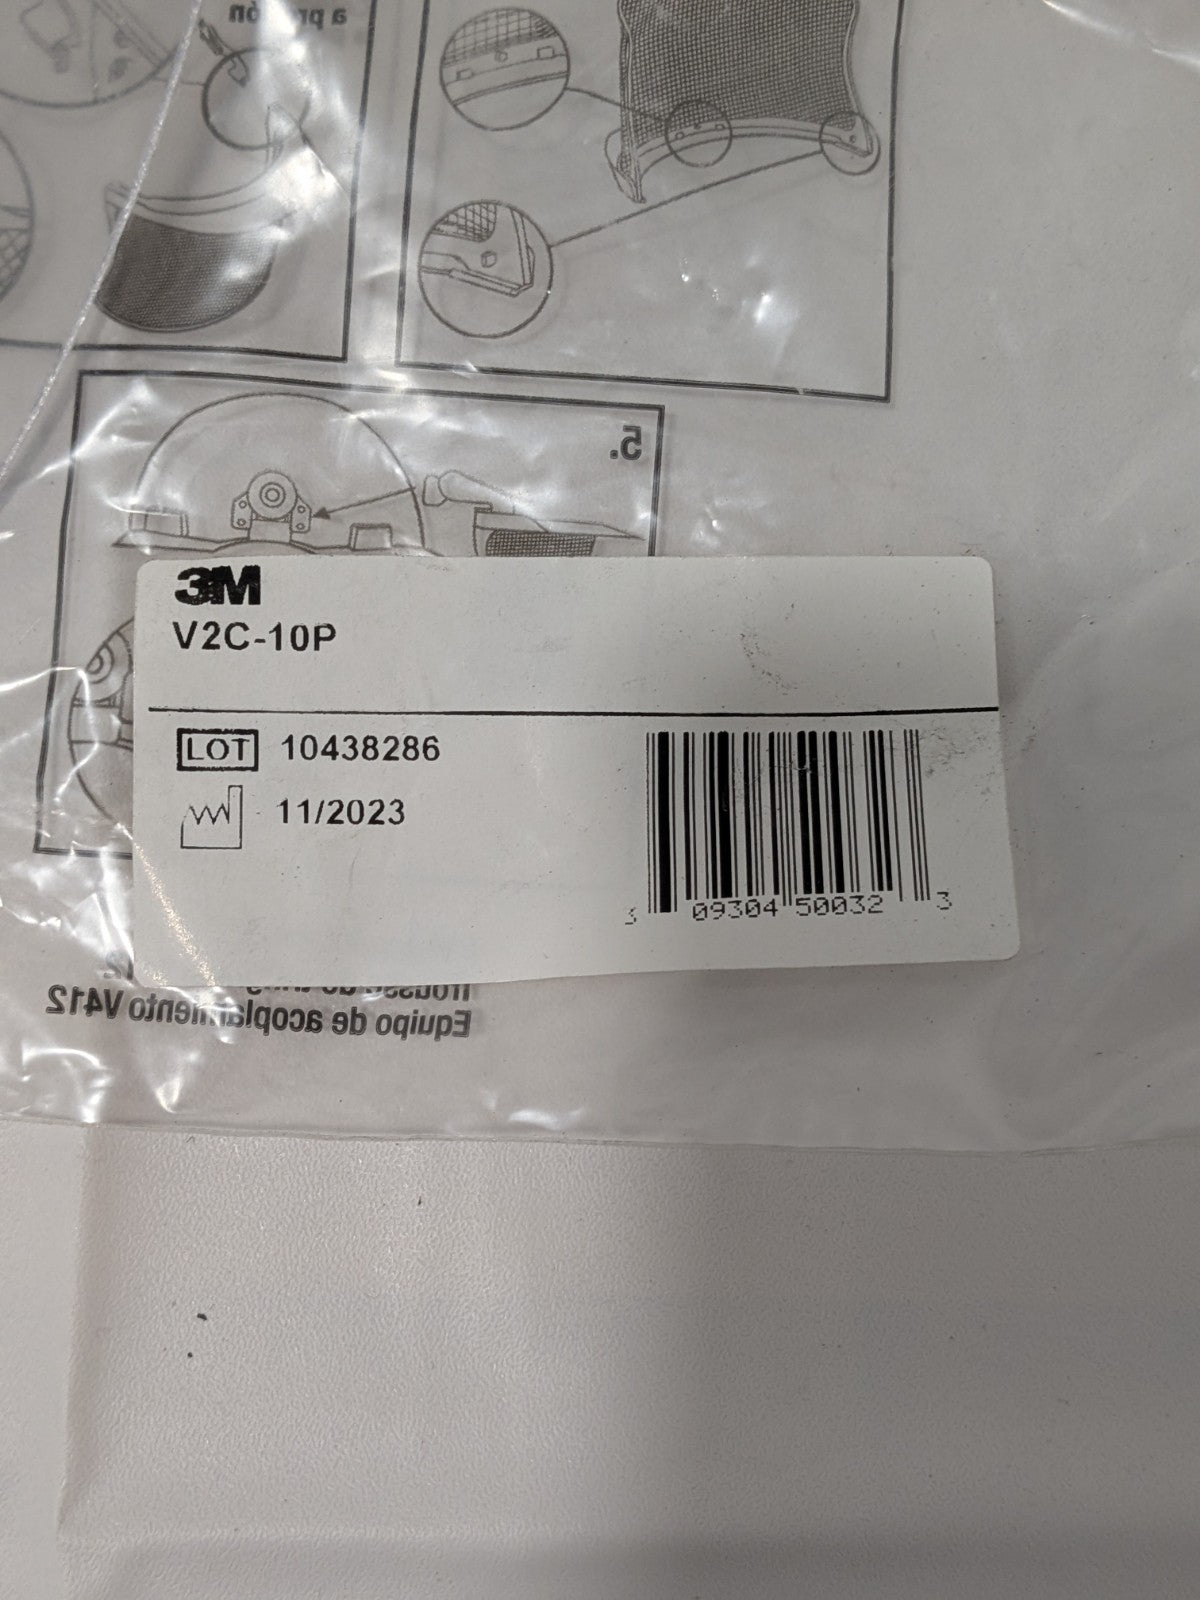 a presión
5.
3M
V2C-10P
LOT 10438286
11/2023
3 09304 50032 3
Equipo de acoplamiento V412